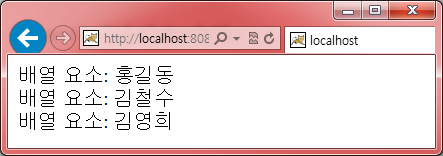 http://localhost:808
localhost
배열 요소: 홍길동
배열 요소: 김철수
배열 요소: 김영희